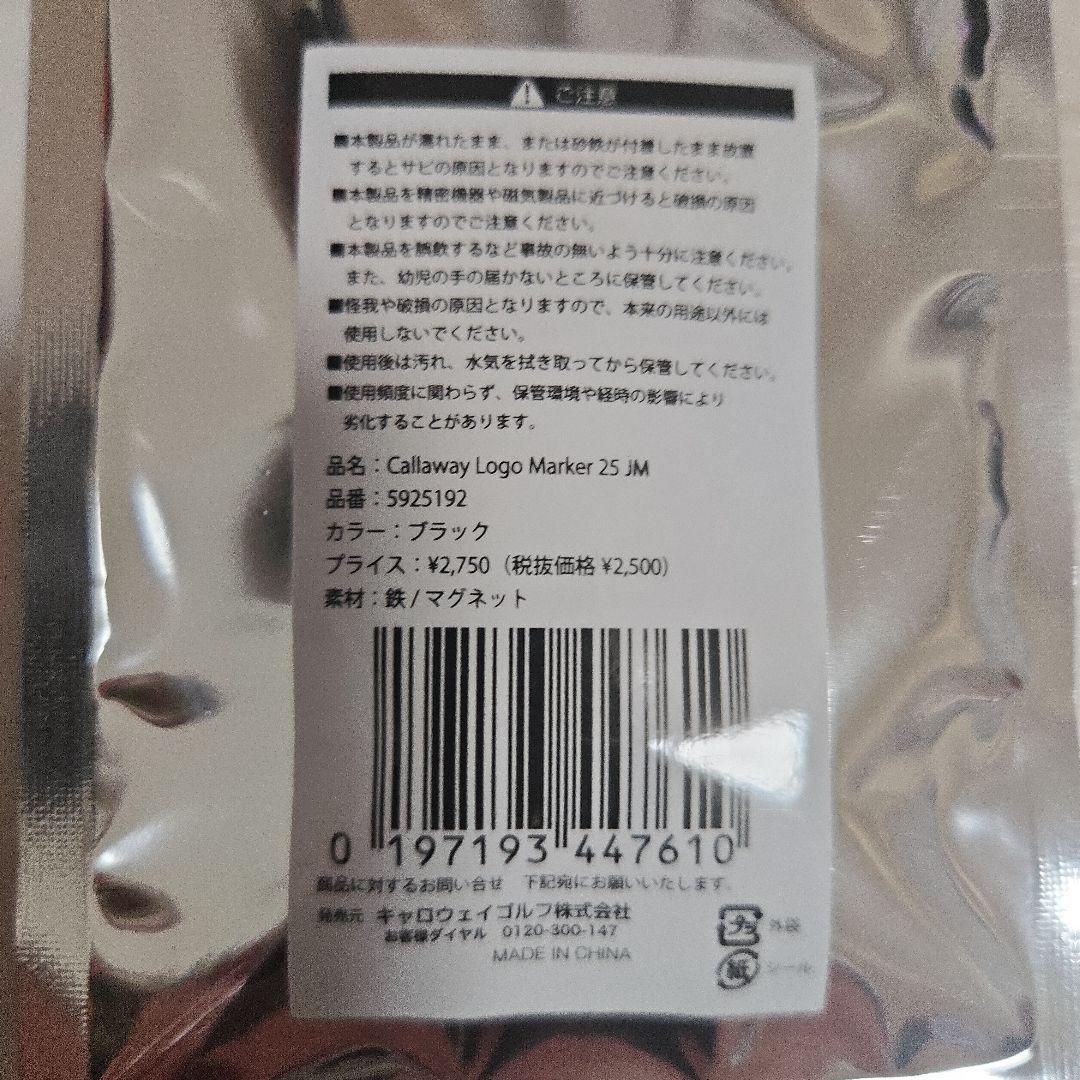 ご注意
■本製品が濡れたまま、または砂鉄が付着したまま放置
するとサビの原因となりますのでご注意ください。
■本製品を精密機器や磁気製品に近づけると破損の原因
となりますのでご注意ください。
■本製品を誤飲するなど事故の無いよう十分に注意ください。
また、幼児の手の届かないところに保管してください。
■怪我や破損の原因となりますので、本来の用途以外には
使用しないでください。
■使用後は汚れ、水気を拭き取ってから保管してください。
■使用頻度に関わらず、保管環境や経時の影響により
劣化することがあります。
品名：Callaway Logo Marker 25 JM
品番：5925192
カラー：ブラック
プライス：¥2,750（税抜価格 ¥2,500）
素材：鉄 / マグネット
0 197193 447610
商品に対するお問い合せ　下記宛にお願いいたします。
発売元 キャロウェイゴルフ株式会社
お客様ダイヤル 0120-300-147
MADE IN CHINA
プラ 外袋
紙 シール